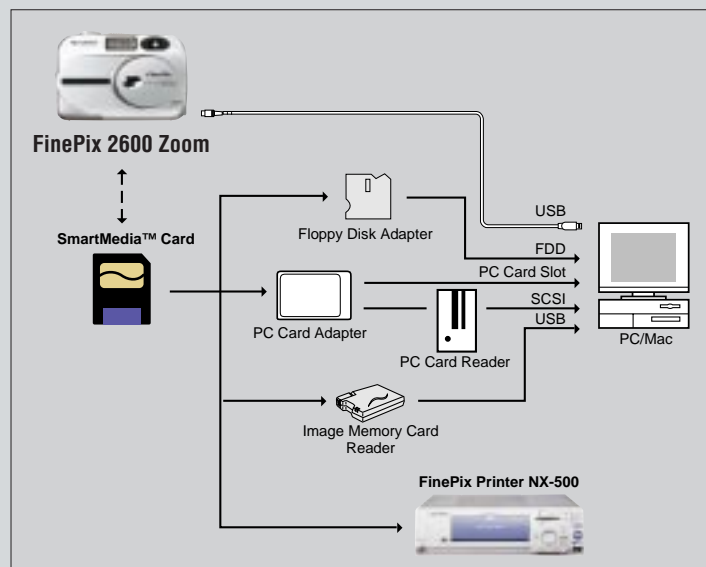 FinePix 2600 Zoom
SmartMedia™ Card
Floppy Disk Adapter
USB
FDD
PC Card Slot
SCSI
USB
PC Card Adapter
PC Card Reader
PC/Mac
Image Memory Card
Reader
FinePix Printer NX-500